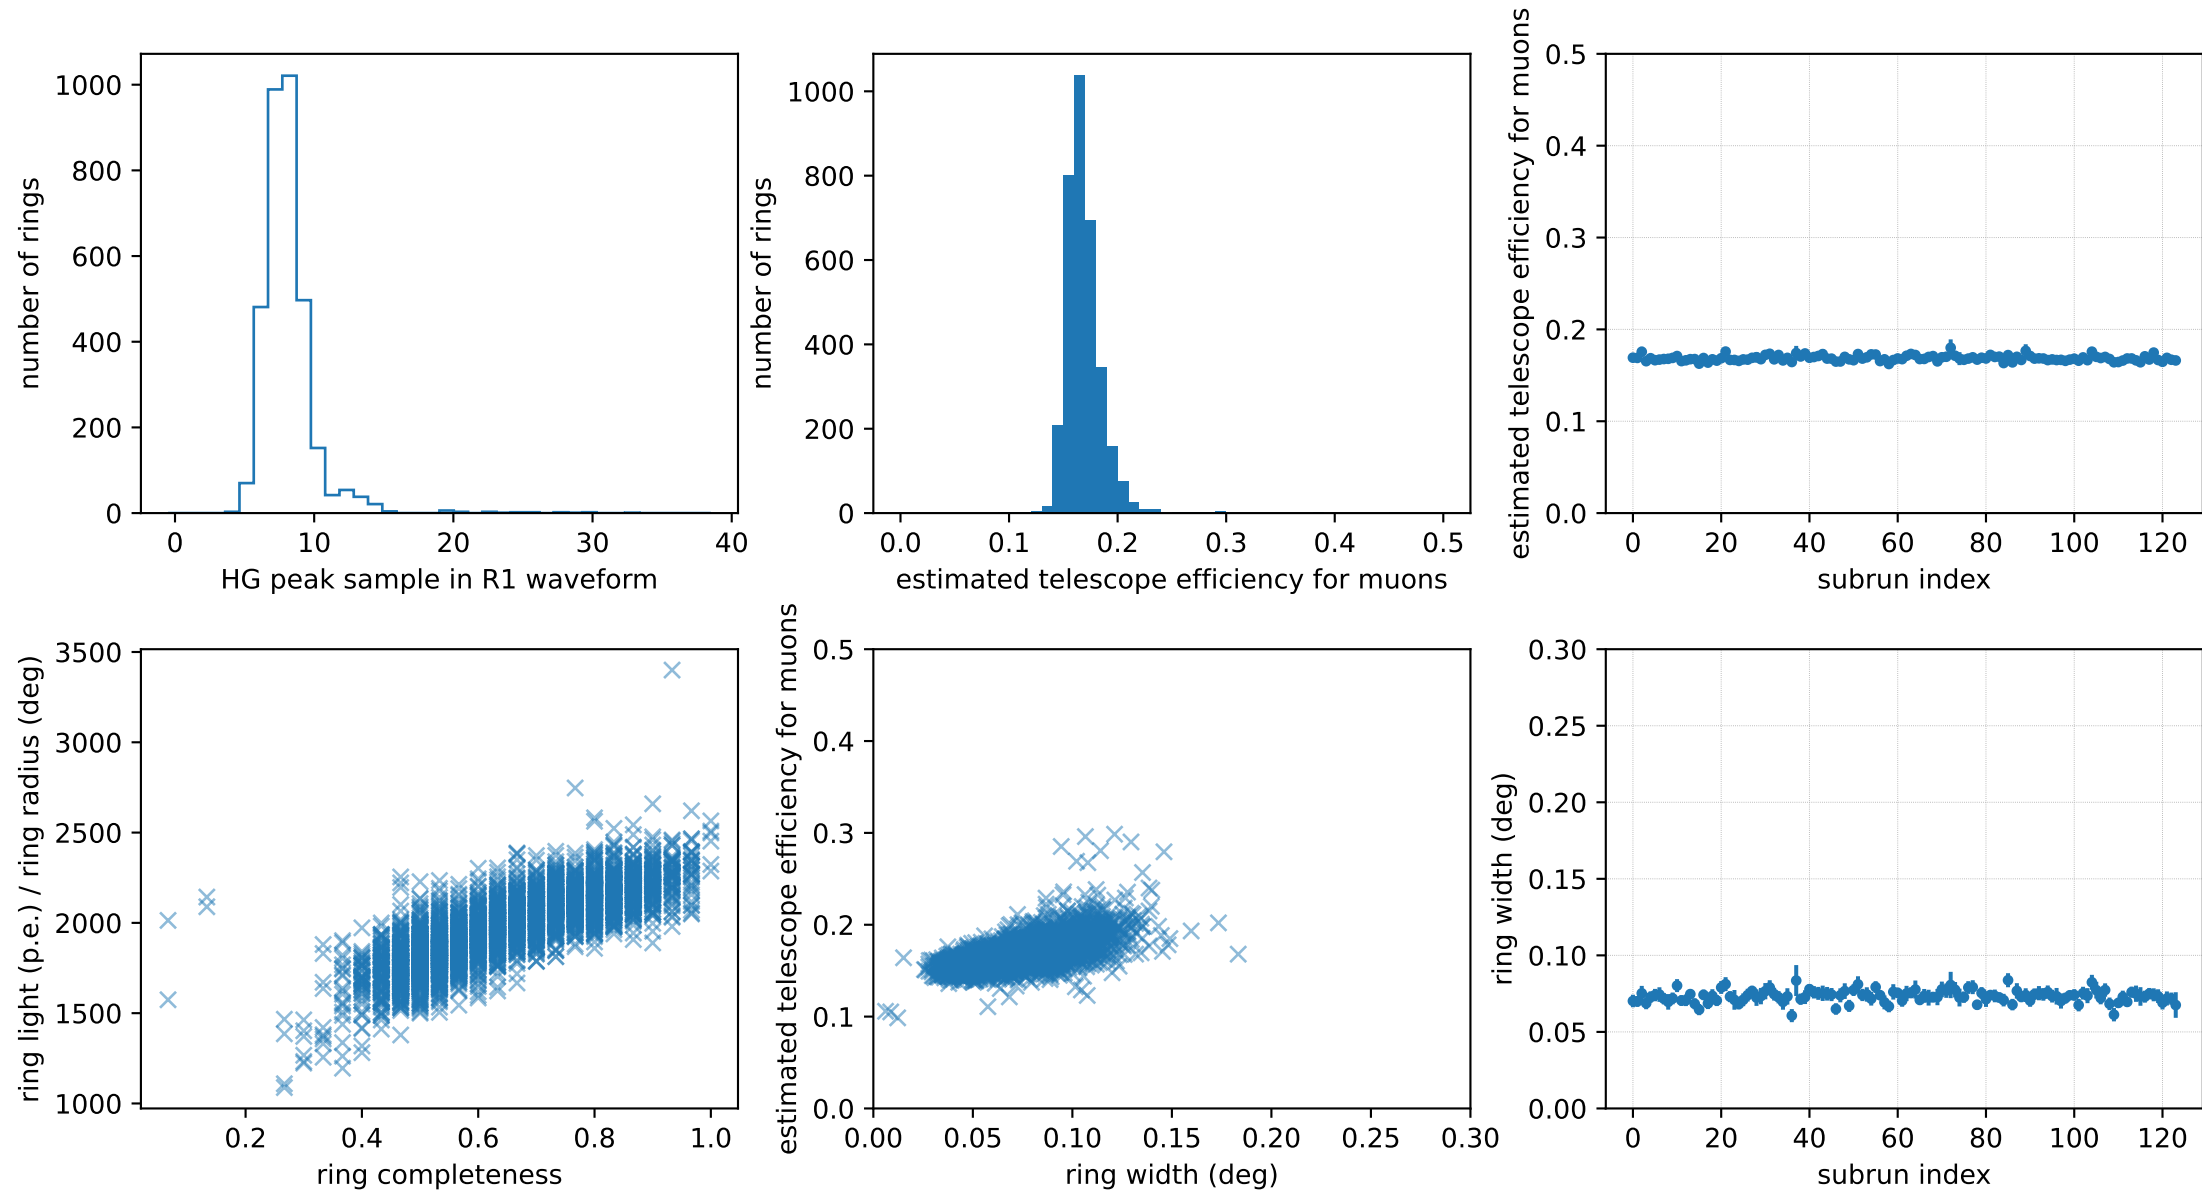 number of rings
1000
800
600
400
200
0
0 10 20 30 40
HG peak sample in R1 waveform
number of rings
1000
800
600
400
200
0
0.0 0.1 0.2 0.3 0.4 0.5
estimated telescope efficiency for muons
estimated telescope efficiency for muons
0.5
0.4
0.3
0.2
0.1
0.0
0 20 40 60 80 100 120
subrun index
ring light (p.e.) / ring radius (deg)
3500
3000
2500
2000
1500
1000
0.2 0.4 0.6 0.8 1.0
ring completeness
estimated telescope efficiency for muons
0.5
0.4
0.3
0.2
0.1
0.0
0.00 0.05 0.10 0.15 0.20 0.25 0.30
ring width (deg)
ring width (deg)
0.30
0.25
0.20
0.15
0.10
0.05
0.00
0 20 40 60 80 100 120
subrun index